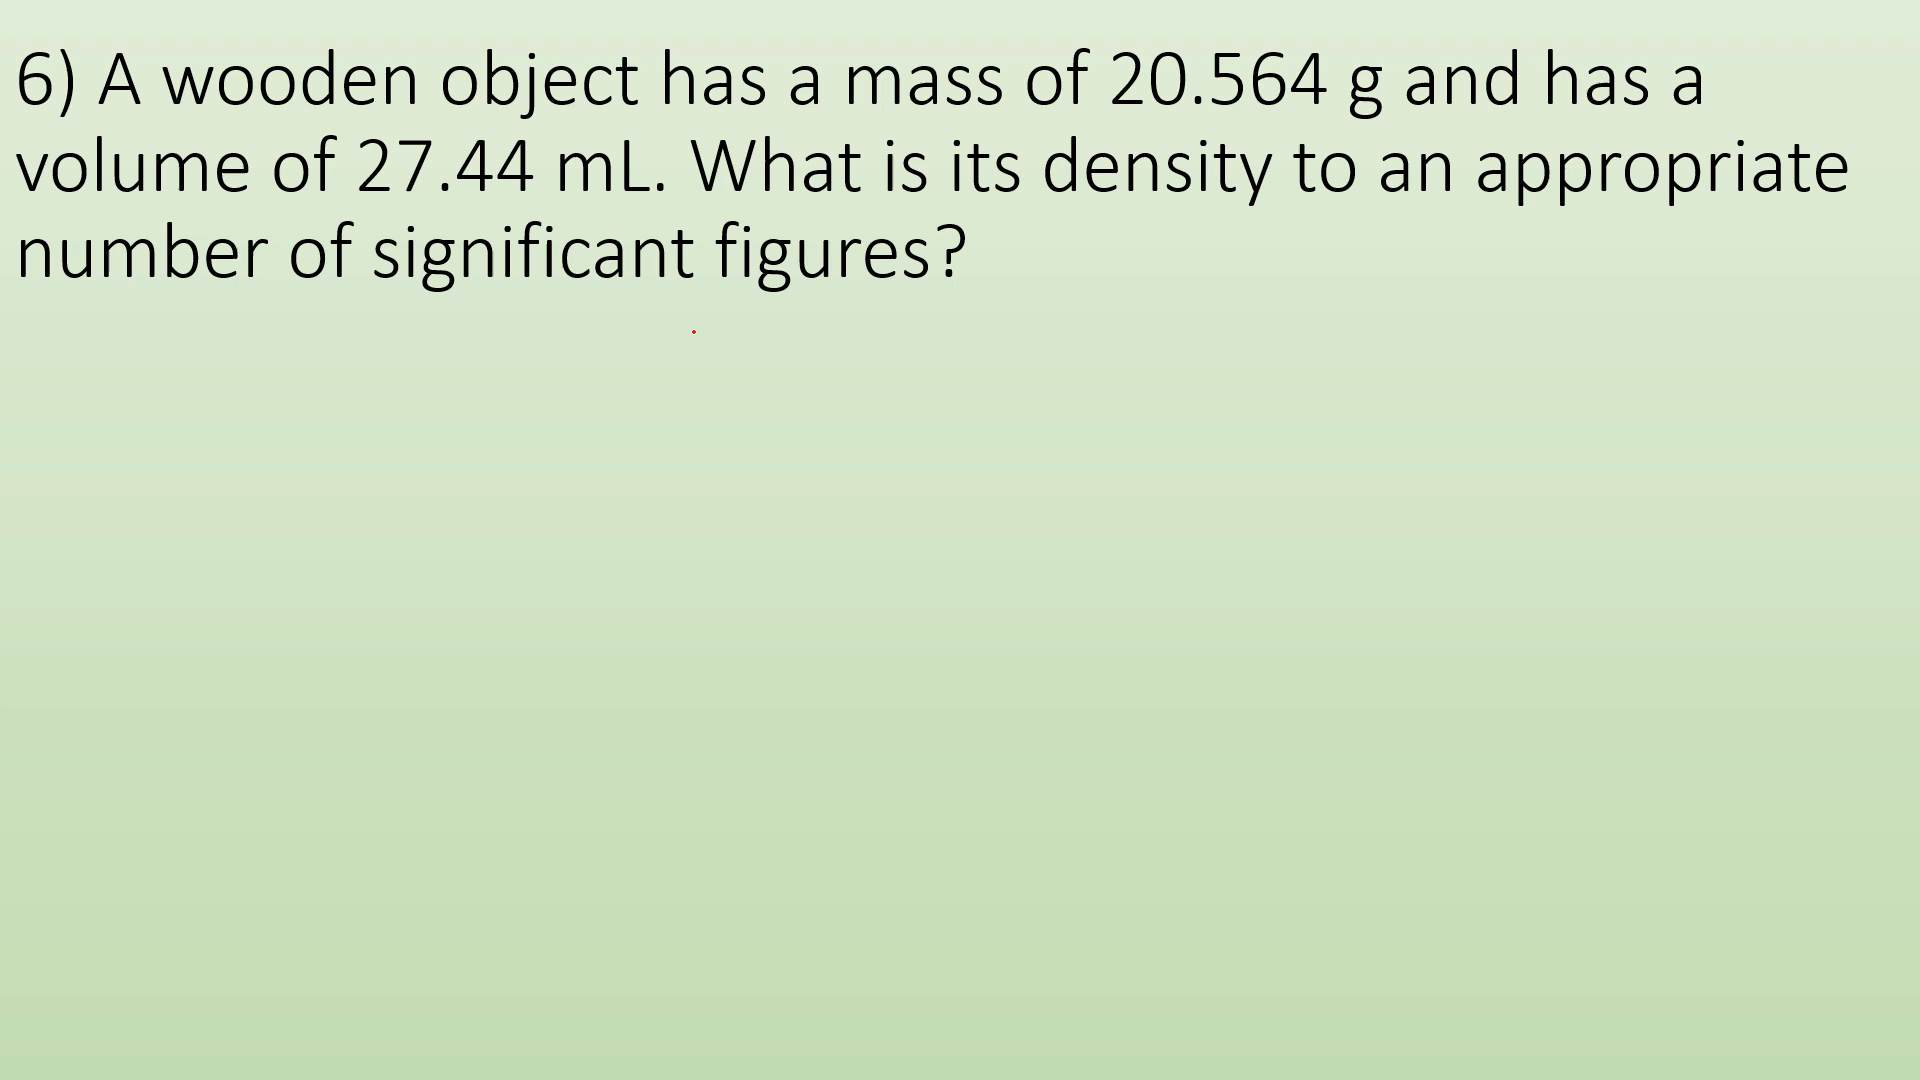 6) A wooden object has a mass of 20.564 g and has a
volume of 27.44 mL. What is its density to an appropriate
number of significant figures?